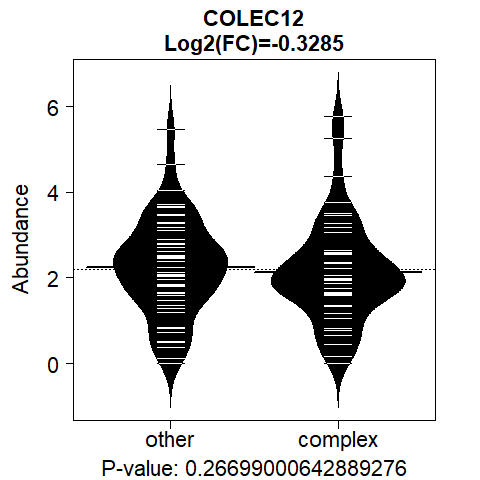 COLEC12
Log2(FC)=-0.3285
Abundance
6
4
2
0
other
complex
P-value: 0.26699000642889276